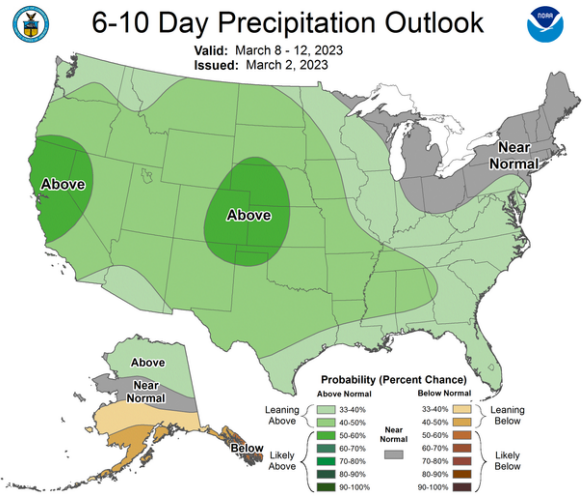 6-10 Day Precipitation Outlook
NOAA
Valid: March 8 - 12, 2023
Issued: March 2, 2023
Near
Normal
Above
Above
Above
Near
Normal
Below
Probability (Percent Chance)
Above Normal
Below Normal
Leaning
Above
33-40%
40-50%
Likely
Above
50-60%
60-70%
70-80%
80-90%
90-100%
Near
Normal
33-40%
40-50%
Leaning
Below
50-60%
60-70%
70-80%
80-90%
90-100%
Likely
Below